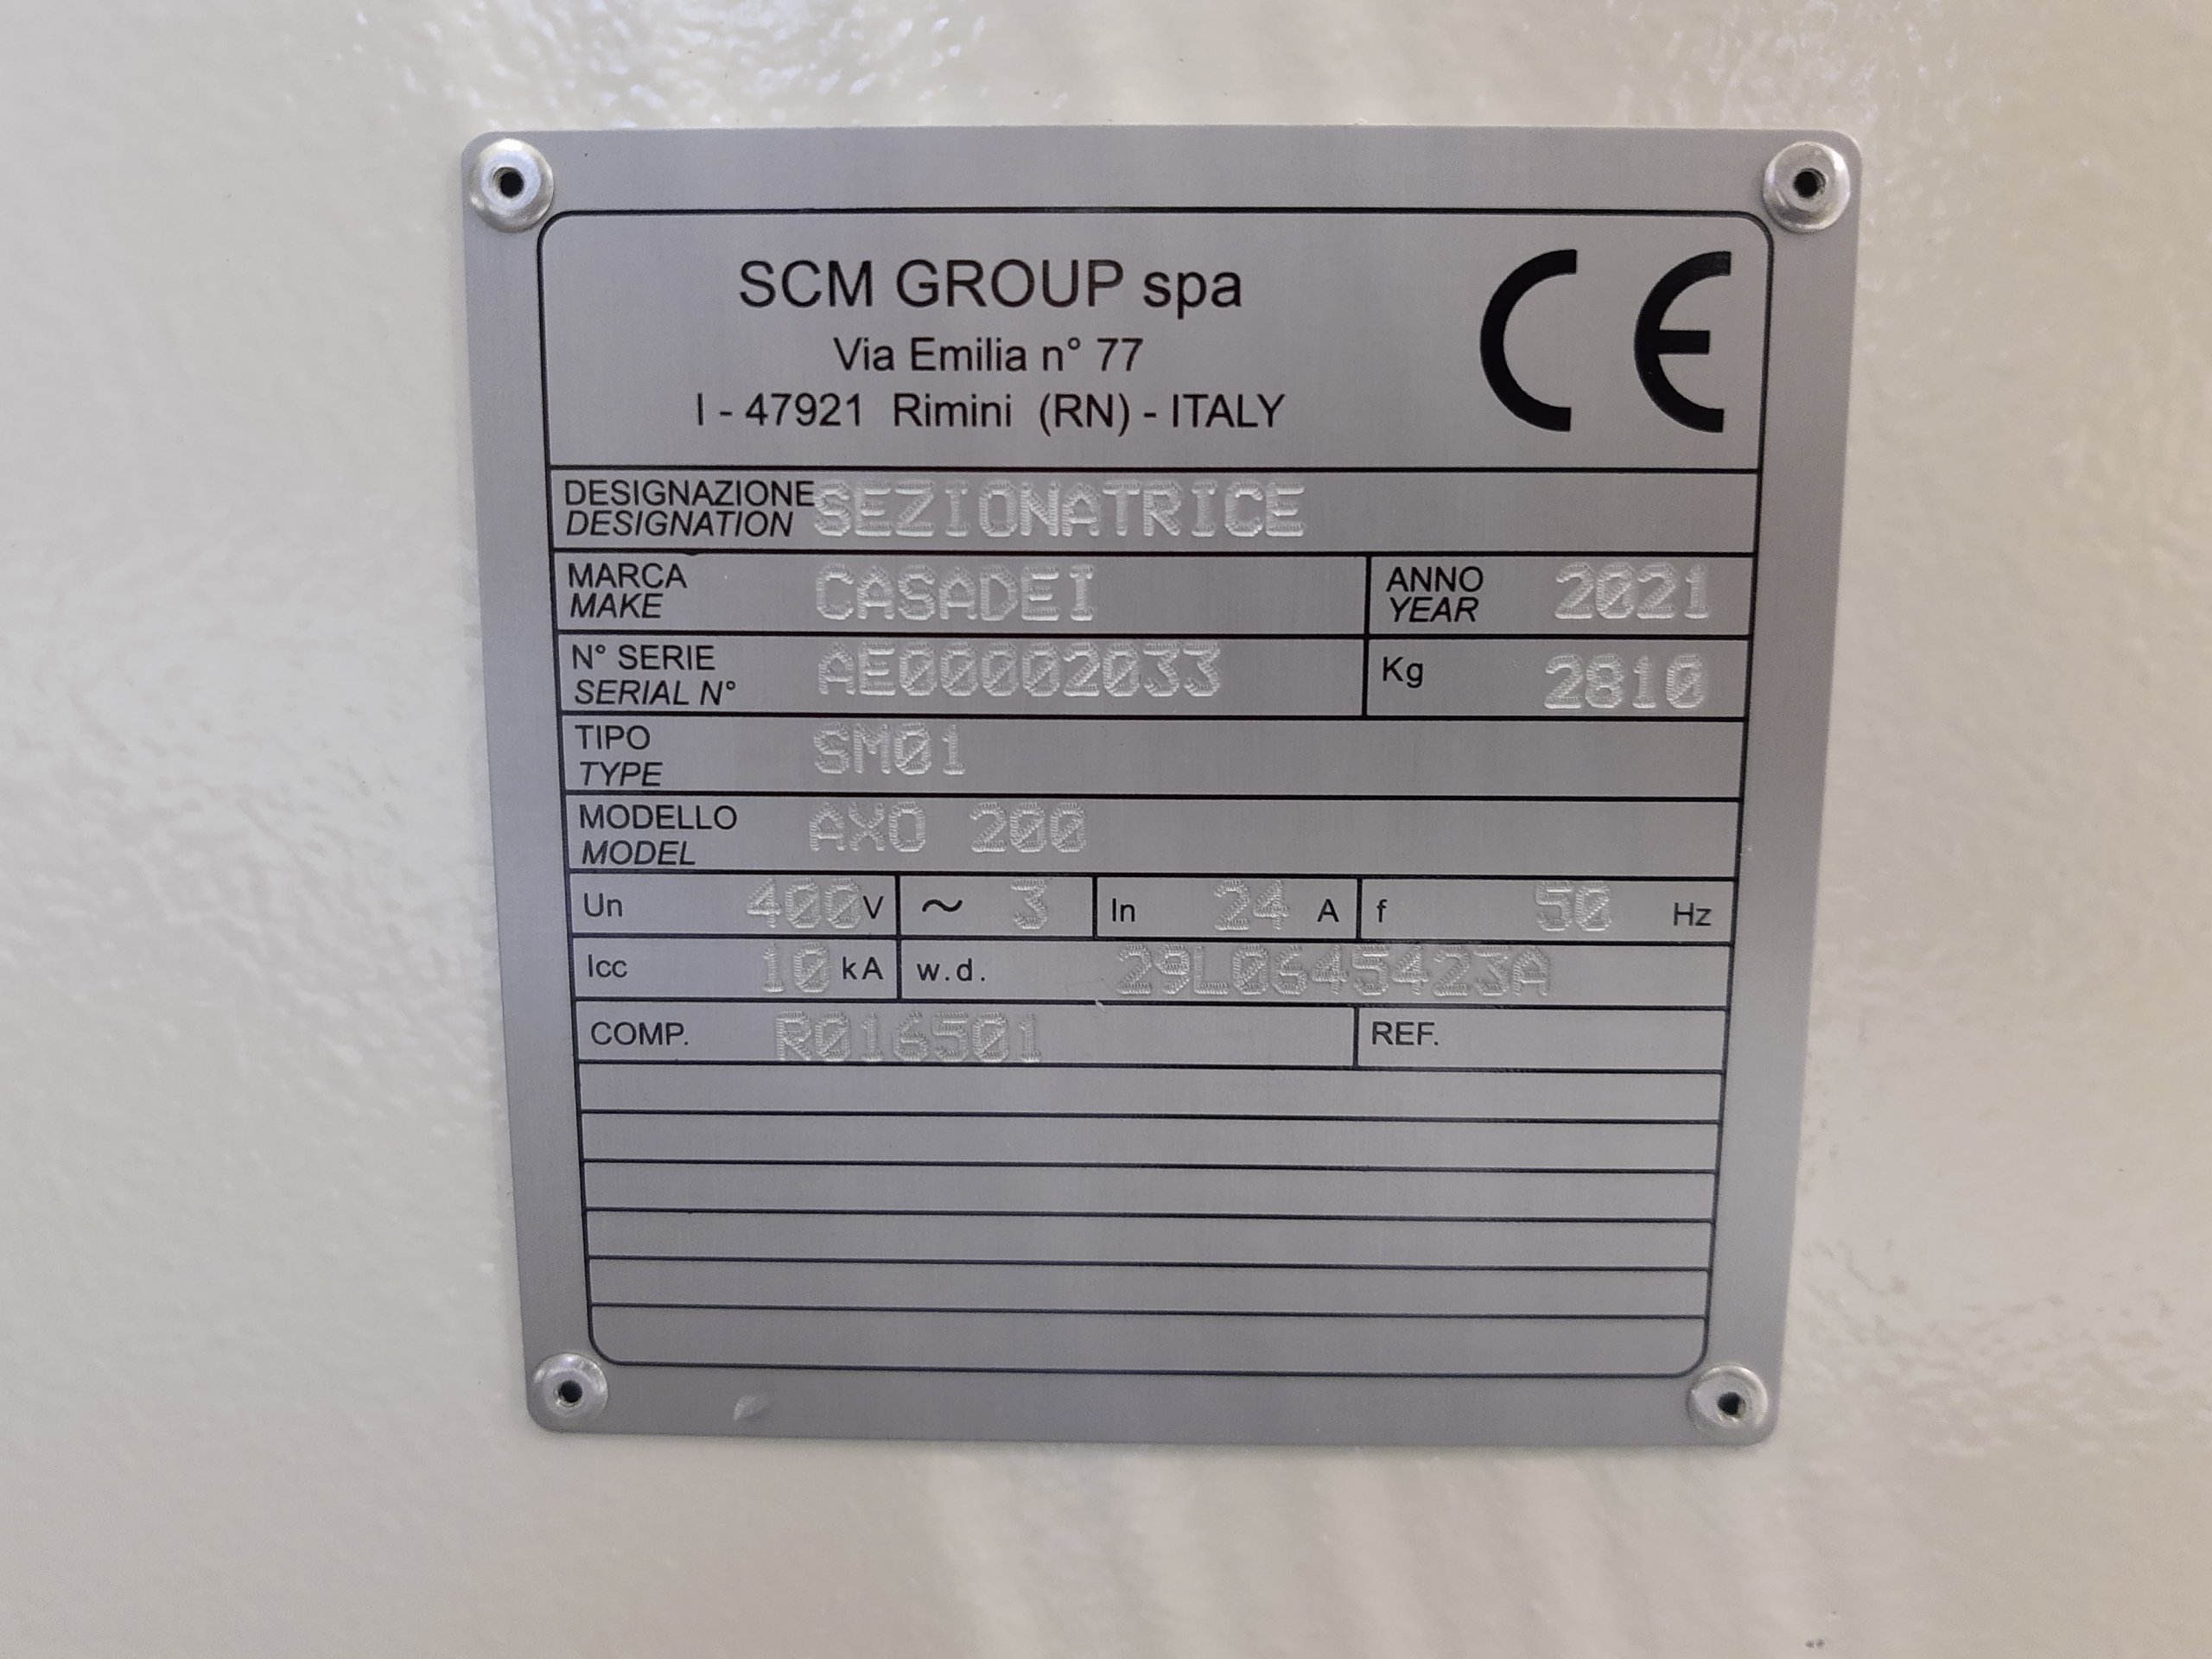 SCM GROUP spa
Via Emilia n° 77
I - 47921 Rimini (RN) - ITALY
CE
DESIGNAZIONE SEZIONATRICE
DESIGNATION
MARCA CASADEI ANNO 2021
MAKE YEAR
N° SERIE AE00002033 Kg 2810
SERIAL N°
TIPO SM01
TYPE
MODELLO AXO 200
MODEL
Un 400 V ~ 3 In 24 A f 50 Hz
Icc 10 kA w.d. 29L0645423A
COMP. R016501 REF.